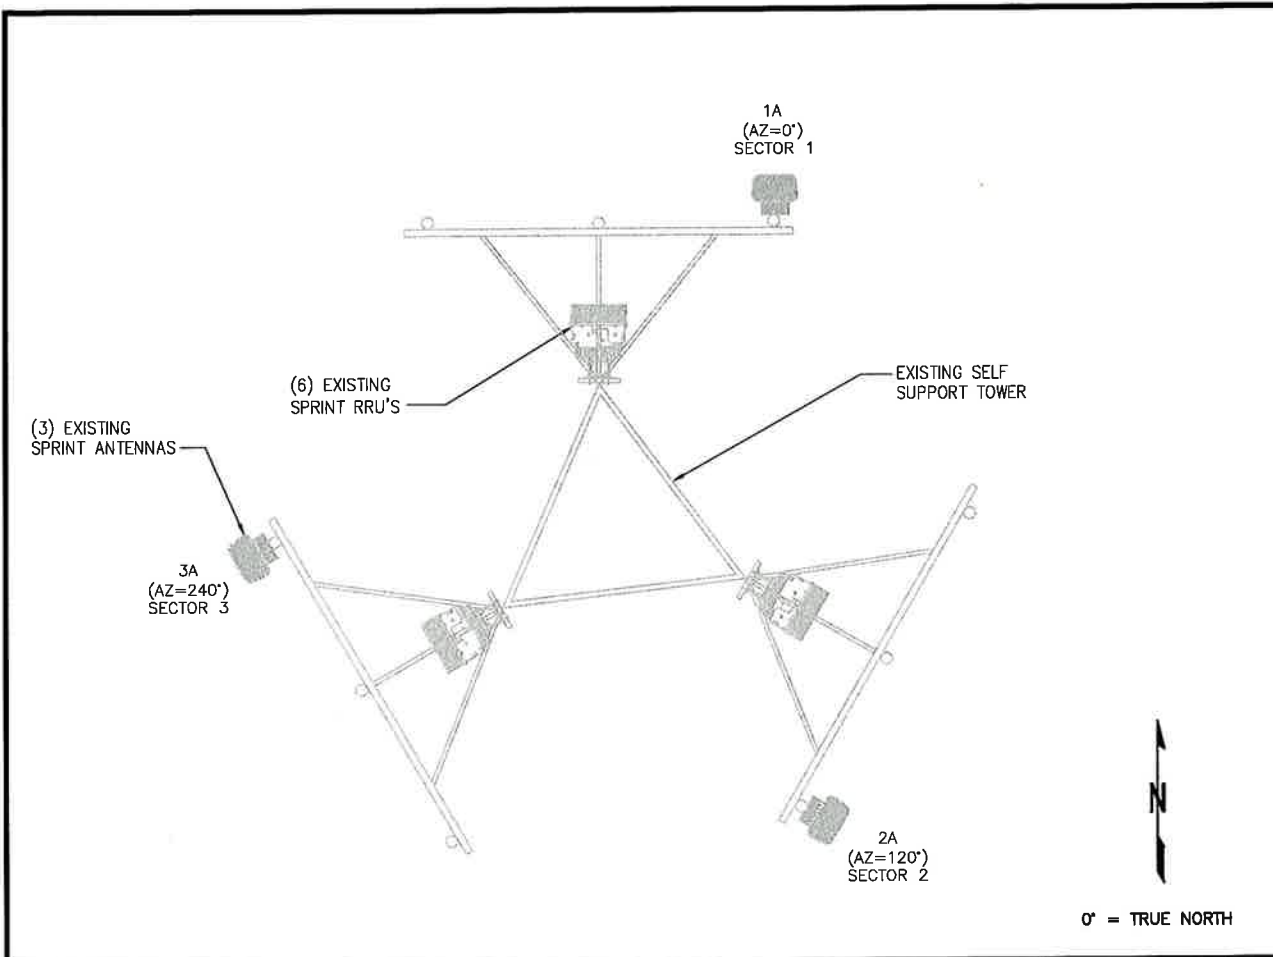 1A
(AZ=0°)
SECTOR 1
(6) EXISTING
SPRINT RRU'S
EXISTING SELF
SUPPORT TOWER
(3) EXISTING
SPRINT ANTENNAS
3A
(AZ=240°)
SECTOR 3
2A
(AZ=120°)
SECTOR 2
N
0° = TRUE NORTH